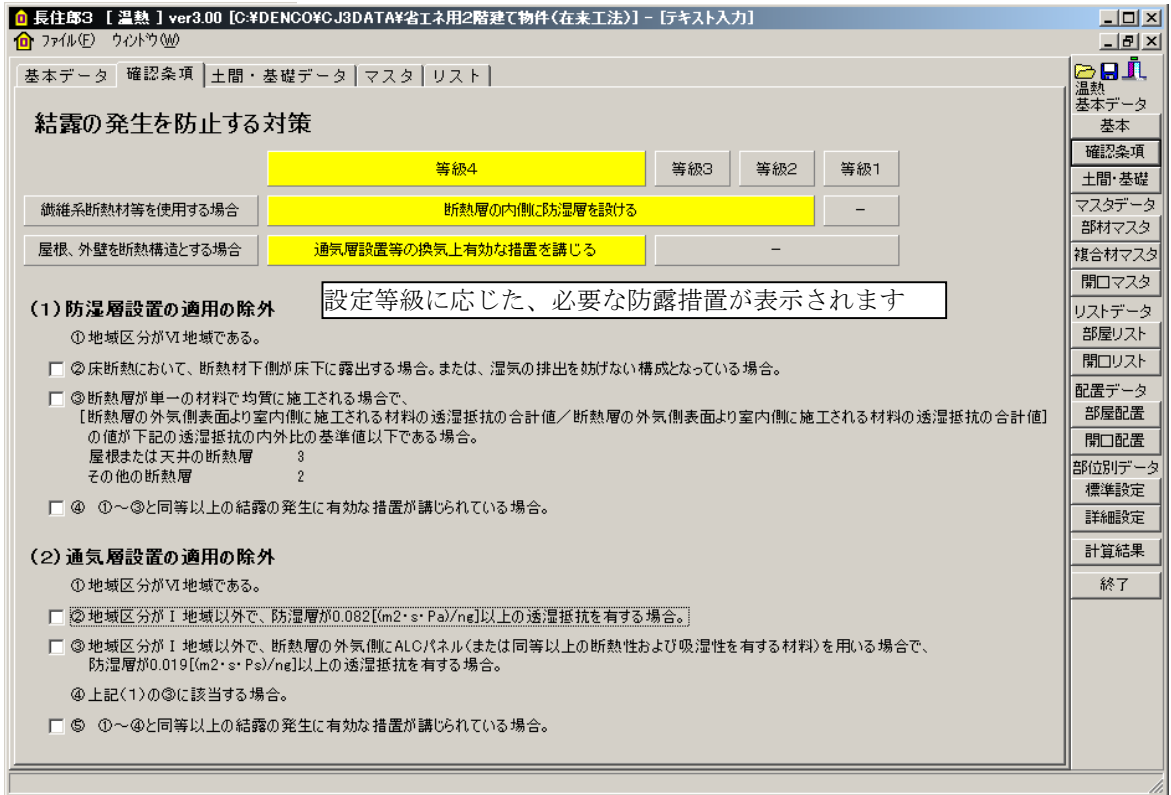 長住郎3 [ 温熱 ] ver3.00 [C:¥DENCO¥CJ3DATA¥省エネ用2階建て物件(在来工法)] - [テキスト入力]
ファイル(F) ウィンドウ(W)
基本データ 確認条項 土間・基礎データ マスタ リスト
結露の発生を防止する対策
等級4 等級3 等級2 等級1
繊維系断熱材等を使用する場合 断熱層の内側に防湿層を設ける －
屋根、外壁を断熱構造とする場合 通気層設置等の換気上有効な措置を講じる －
設定等級に応じた、必要な防露措置が表示されます
(1)防湿層設置の適用の除外
①地域区分がⅥ地域である。
②床断熱において、断熱材下側が床下に露出する場合。または、湿気の排出を妨げない構成となっている場合。
③断熱層が単一の材料で均質に施工される場合で、
[断熱層の外気側表面より室内側に施工される材料の透湿抵抗の合計値／断熱層の外気側表面より室内側に施工される材料の透湿抵抗の合計値]
の値が下記の透湿抵抗の内外比の基準値以下である場合。
屋根または天井の断熱層 3
その他の断熱層 2
④ ①～③と同等以上の結露の発生に有効な措置が講じられている場合。
(2)通気層設置の適用の除外
①地域区分がⅥ地域である。
②地域区分がⅠ地域以外で、防湿層が0.082[(m2・s・Pa)/ng]以上の透湿抵抗を有する場合。
③地域区分がⅠ地域以外で、断熱層の外気側にALCパネル(または同等以上の断熱性および吸湿性を有する材料)を用いる場合で、
防湿層が0.019[(m2・s・Ps)/ng]以上の透湿抵抗を有する場合。
④上記(1)の③に該当する場合。
⑤ ①～④と同等以上の結露の発生に有効な措置が講じられている場合。
温熱
基本データ
基本
確認条項
土間・基礎
マスタデータ
部材マスタ
複合材マスタ
開口マスタ
リストデータ
部屋リスト
開口リスト
配置データ
部屋配置
開口配置
部位別データ
標準設定
詳細設定
計算結果
終了